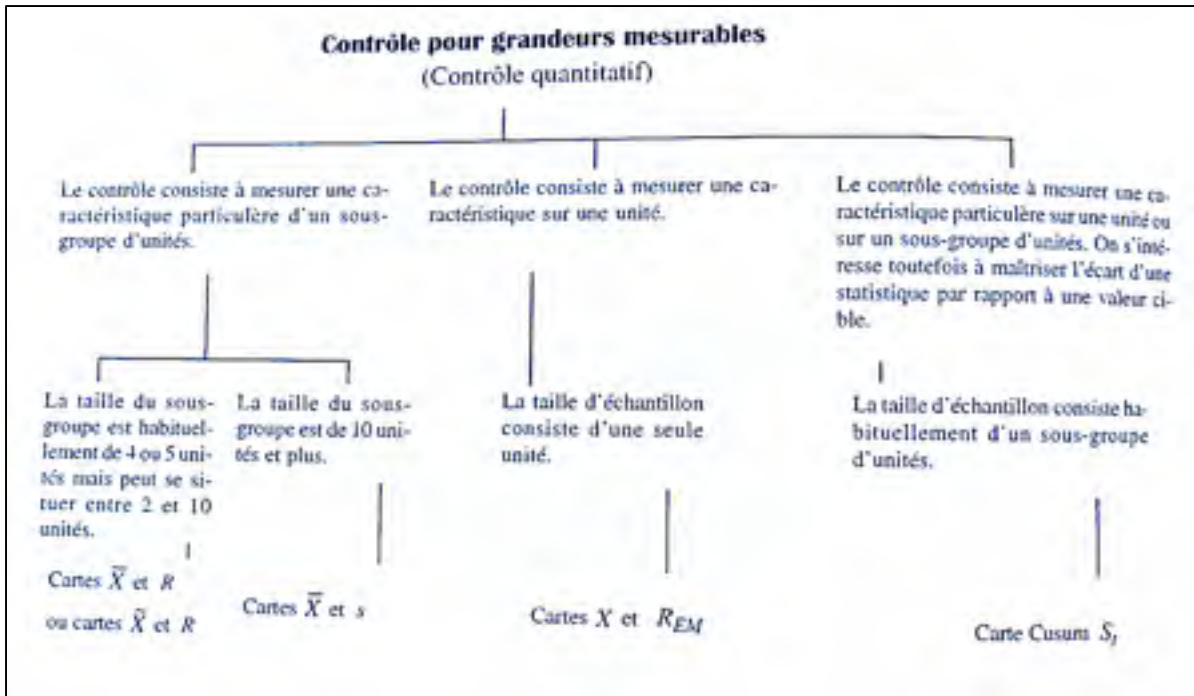 Contrôle pour grandeurs mesurables
(Contrôle quantitatif)
Le contrôle consiste à mesurer une ca-
ractéristique particulère d'un sous-
groupe d'unités.
Le contrôle consiste à mesurer une ca-
ractéristique sur une unité.
Le contrôle consiste à mesurer une ca-
ractéristique particulère sur une unité ou
sur un sous-groupe d'unités. On s'inté-
resse toutefois à maîtriser l'écart d'une
statistique par rapport à une valeur ci-
ble.
La taille du sous-
groupe est habituel-
lement de 4 ou 5 uni-
tés mais peut se si-
tuer entre 2 et 10
unités.
Cartes X̅ et R
ou cartes X̃ et R
La taille du sous-
groupe est de 10 uni-
tés et plus.
Cartes X̅ et s
La taille d'échantillon
consiste d'une seule
unité.
Cartes X et R_EM
La taille d'échantillon consiste ha-
bituellement d'un sous-groupe
d'unités.
Carte Cusum S_i